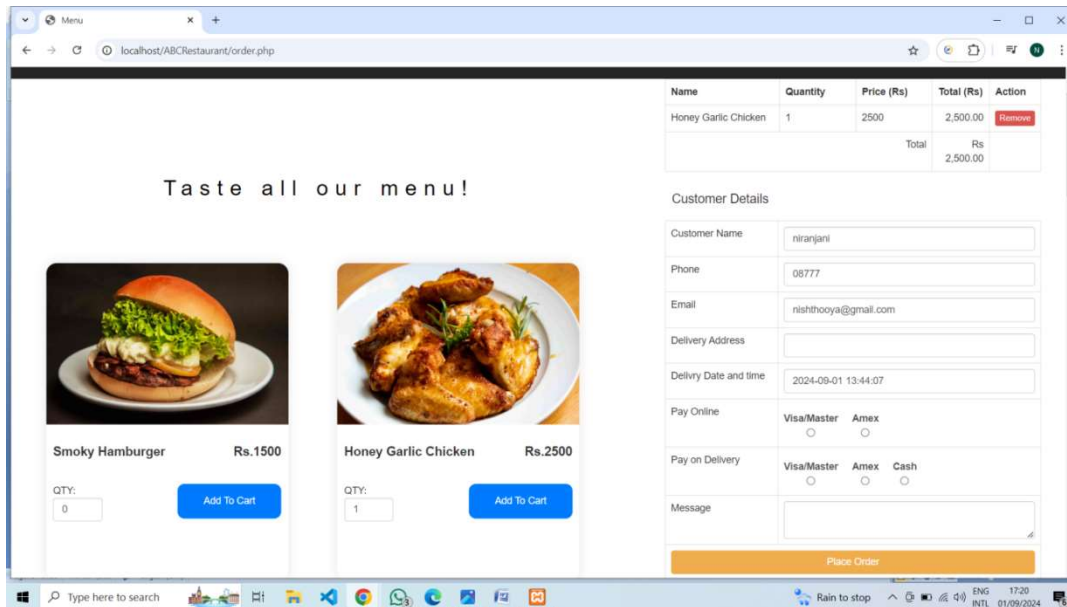 Menu
localhost/ABCRestaurant/order.php
N
Taste all our menu!
Smoky Hamburger Rs.1500
QTY:
0
Add To Cart
Honey Garlic Chicken Rs.2500
QTY:
1
Add To Cart
Name Quantity Price (Rs) Total (Rs) Action
Honey Garlic Chicken 1 2500 2,500.00 Remove
Total Rs
2,500.00
Customer Details
Customer Name niranjani
Phone 08777
Email nishthooya@gmail.com
Delivery Address
Delivry Date and time 2024-09-01 13:44:07
Pay Online Visa/Master Amex
Pay on Delivery Visa/Master Amex Cash
Message
Place Order
Type here to search
Rain to stop
ENG
INTL
17:20
01/09/2024